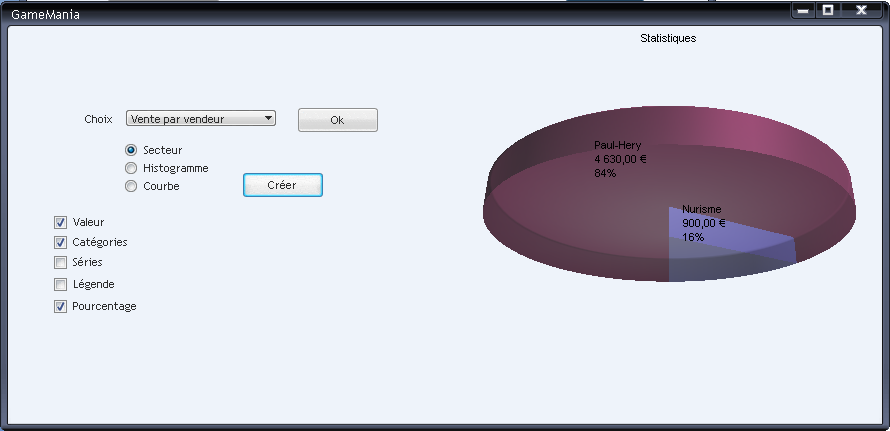 GameMania
Statistiques
Choix
Vente par vendeur
Ok
Secteur
Histogramme
Courbe
Créer
Valeur
Catégories
Séries
Légende
Pourcentage
Paul-Hery
4 630,00 €
84%
Nurisme
900,00 €
16%